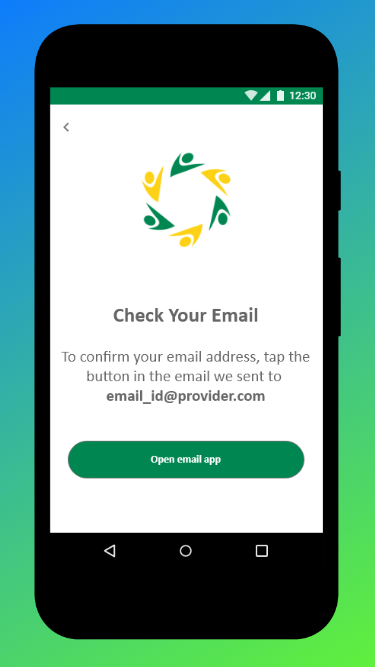 12:30
Check Your Email
To confirm your email address, tap the
button in the email we sent to
email_id@provider.com
Open email app